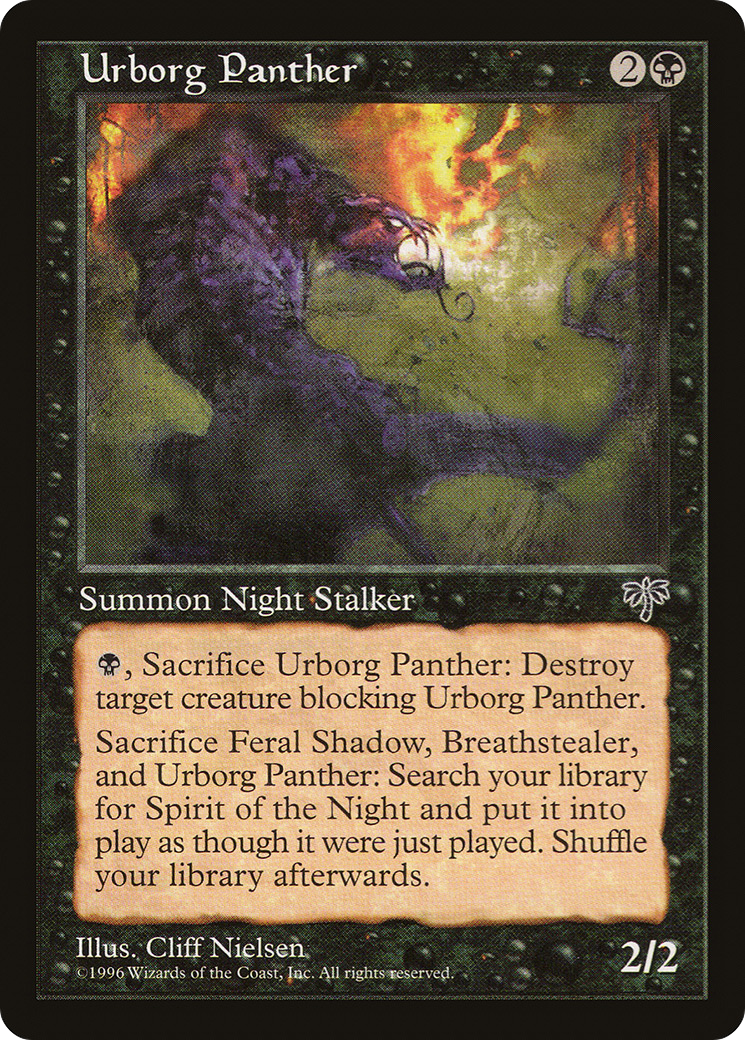 Urborg Panther 2
Summon Night Stalker
, Sacrifice Urborg Panther: Destroy
target creature blocking Urborg Panther.
Sacrifice Feral Shadow, Breathstealer,
and Urborg Panther: Search your library
for Spirit of the Night and put it into
play as though it were just played. Shuffle
your library afterwards.
Illus. Cliff Nielsen
©1996 Wizards of the Coast, Inc. All rights reserved.
2/2